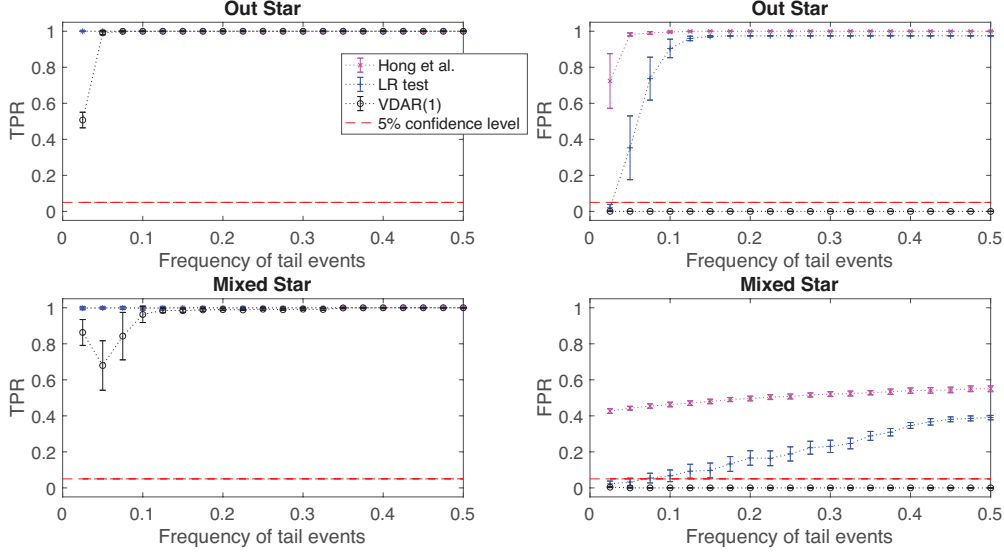 Out Star
TPR
1
0.8
0.6
0.4
0.2
0
0 0.1 0.2 0.3 0.4 0.5
Frequency of tail events
Hong et al.
LR test
VDAR(1)
5% confidence level
Out Star
FPR
1
0.8
0.6
0.4
0.2
0
0 0.1 0.2 0.3 0.4 0.5
Frequency of tail events
Mixed Star
TPR
1
0.8
0.6
0.4
0.2
0
0 0.1 0.2 0.3 0.4 0.5
Frequency of tail events
Mixed Star
FPR
1
0.8
0.6
0.4
0.2
0
0 0.1 0.2 0.3 0.4 0.5
Frequency of tail events